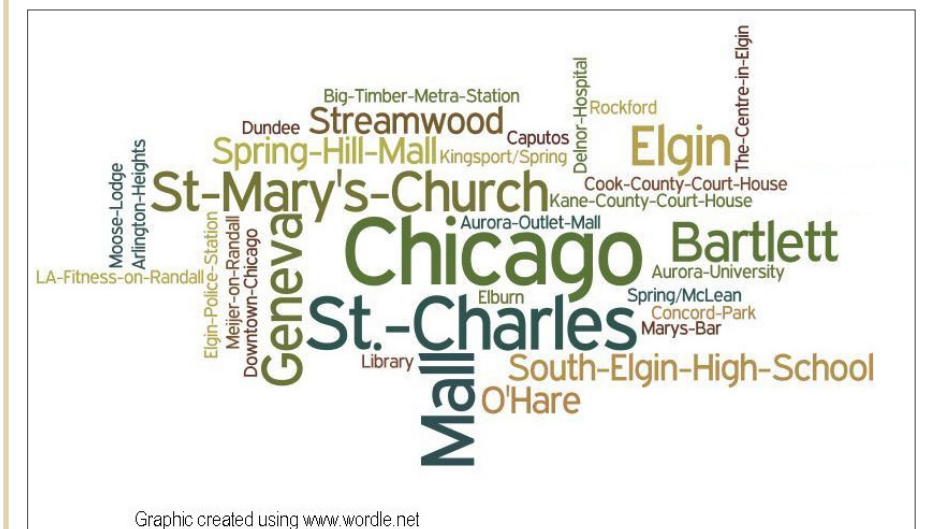 The-Centre-in-Elgin
Delnor-Hospital
Big-Timber-Metra-Station
Rockford
Dundee
Streamwood
Caputos
Elgin
Spring-Hill-Mall
Kingsport/Spring
Moose-Lodge
Arlington-Heights
St-Mary's-Church
Cook-County-Court-House
Kane-County-Court-House
Elgin-Police-Station
Meijer-on-Randall
Downtown-Chicago
Geneva
Aurora-Outlet-Mall
Chicago
Bartlett
LA-Fitness-on-Randall
Aurora-University
Elburn
Spring/McLean
St.-Charles
Concord-Park
Marys-Bar
Library
Mall
South-Elgin-High-School
O'Hare
Graphic created using www.wordle.net